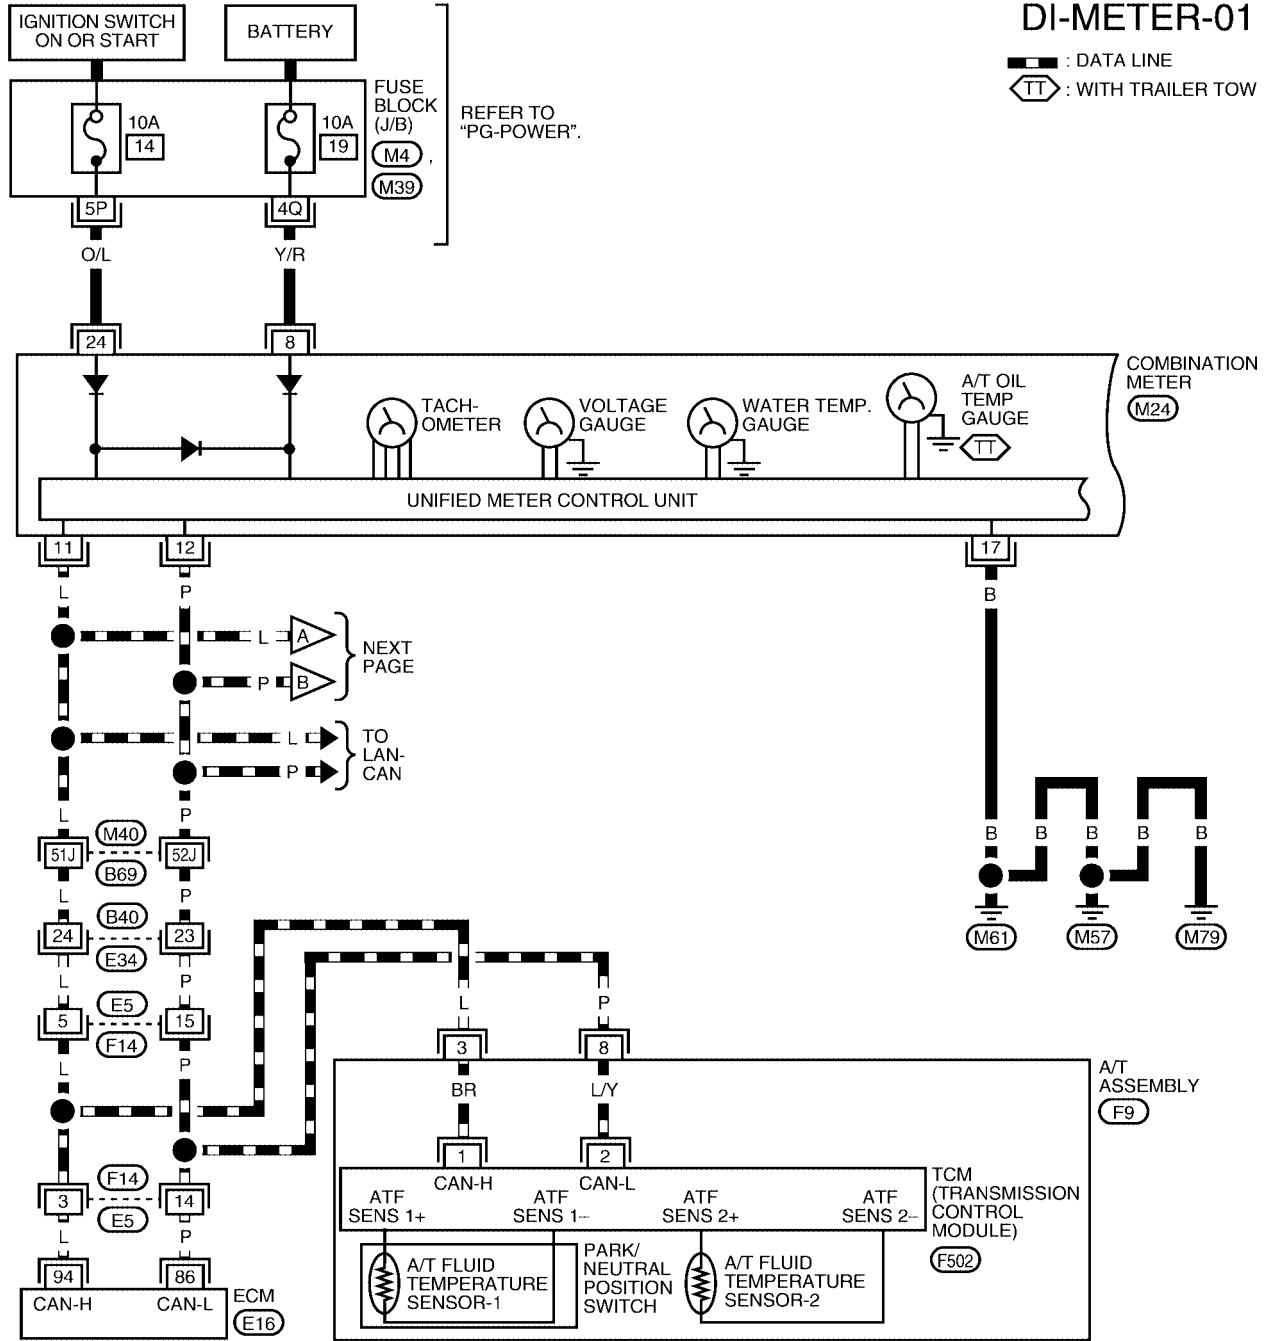 DI-METER-01
: DATA LINE
TT : WITH TRAILER TOW
IGNITION SWITCH
ON OR START
BATTERY
10A
14
10A
19
FUSE
BLOCK
(J/B)
M4 ,
M39
REFER TO
"PG-POWER".
5P
4Q
O/L
Y/R
24
8
COMBINATION
METER
M24
TACH-
OMETER
VOLTAGE
GAUGE
WATER TEMP.
GAUGE
A/T OIL
TEMP
GAUGE
TT
UNIFIED METER CONTROL UNIT
11
12
17
L
P
B
L
A
P
B
NEXT
PAGE
L
P
TO
LAN-
CAN
L
P
M40
51J
52J
B69
L
P
B40
24
23
E34
L
P
E5
5
15
F14
L
P
B
B
B
B
B
M61
M57
M79
L
P
3
8
BR
L/Y
1
2
A/T
ASSEMBLY
F9
CAN-H
CAN-L
ATF
SENS 1+
ATF
SENS 1–
ATF
SENS 2+
ATF
SENS 2–
TCM
(TRANSMISSION
CONTROL
MODULE)
F502
A/T FLUID
TEMPERATURE
SENSOR-1
PARK/
NEUTRAL
POSITION
SWITCH
A/T FLUID
TEMPERATURE
SENSOR-2
F14
3
14
E5
L
P
94
86
CAN-H
CAN-L
ECM
E16